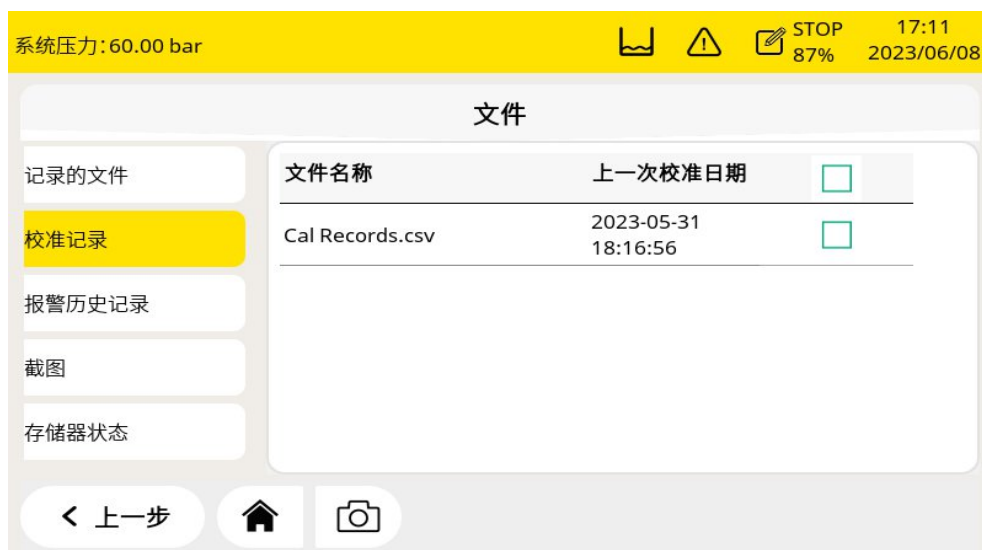 系统压力:60.00 bar
STOP
87%
17:11
2023/06/08
文件
记录的文件
校准记录
报警历史记录
截图
存储器状态
文件名称 上一次校准日期
Cal Records.csv 2023-05-31
18:16:56
上一步